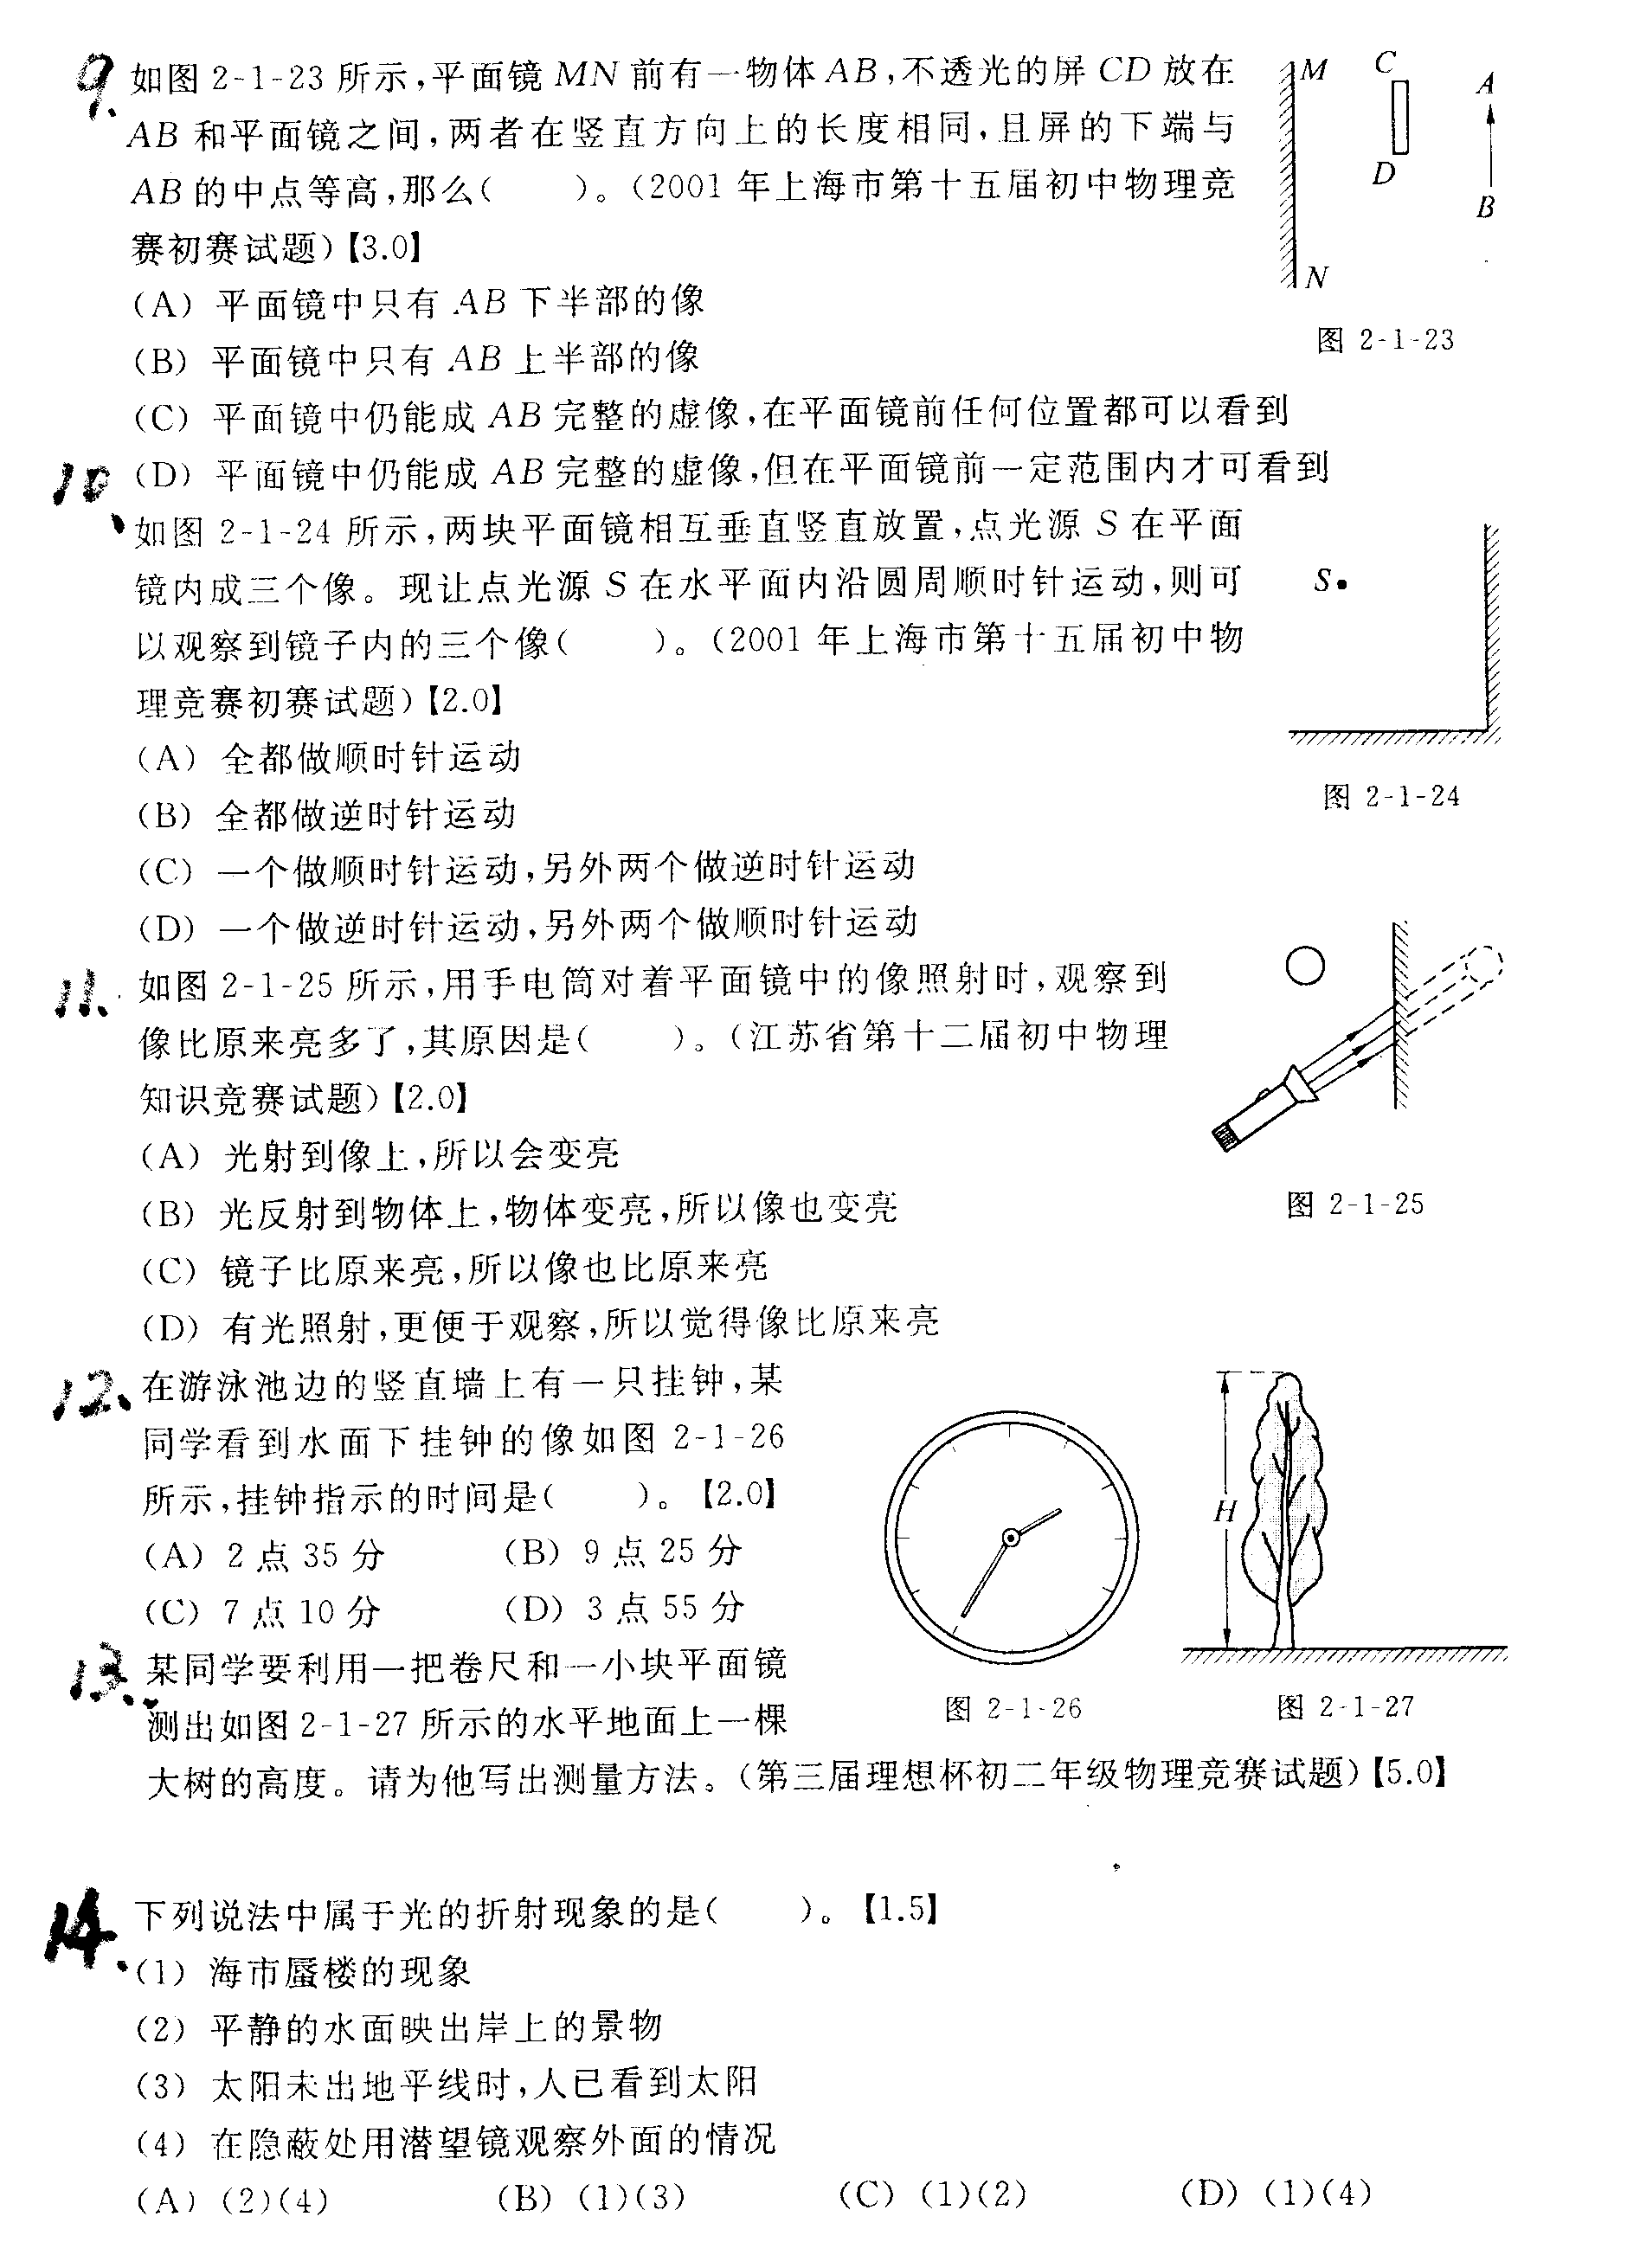 9. 如图 2-1-23 所示,平面镜 MN 前有一物体 AB,不透光的屏 CD 放在
AB 和平面镜之间,两者在竖直方向上的长度相同,且屏的下端与
AB 的中点等高,那么(　　)。(2001 年上海市第十五届初中物理竞
赛初赛试题)【3.0】
(A) 平面镜中只有 AB 下半部的像
(B) 平面镜中只有 AB 上半部的像
(C) 平面镜中仍能成 AB 完整的虚像,在平面镜前任何位置都可以看到
(D) 平面镜中仍能成 AB 完整的虚像,但在平面镜前一定范围内才可看到
M
C
A
D
B
N
图 2-1-23
10、如图 2-1-24 所示,两块平面镜相互垂直竖直放置,点光源 S 在平面
镜内成三个像。现让点光源 S 在水平面内沿圆周顺时针运动,则可
以观察到镜子内的三个像(　　)。(2001 年上海市第十五届初中物
理竞赛初赛试题)【2.0】
(A) 全都做顺时针运动
(B) 全都做逆时针运动
(C) 一个做顺时针运动,另外两个做逆时针运动
(D) 一个做逆时针运动,另外两个做顺时针运动
S
图 2-1-24
11、如图 2-1-25 所示,用手电筒对着平面镜中的像照射时,观察到
像比原来亮多了,其原因是(　　)。(江苏省第十二届初中物理
知识竞赛试题)【2.0】
(A) 光射到像上,所以会变亮
(B) 光反射到物体上,物体变亮,所以像也变亮
(C) 镜子比原来亮,所以像也比原来亮
(D) 有光照射,更便于观察,所以觉得像比原来亮
图 2-1-25
12、在游泳池边的竖直墙上有一只挂钟,某
同学看到水面下挂钟的像如图 2-1-26
所示,挂钟指示的时间是(　　)。【2.0】
(A) 2 点 35 分　(B) 9 点 25 分
(C) 7 点 10 分　(D) 3 点 55 分
图 2-1-26
H
图 2-1-27
13、某同学要利用一把卷尺和一小块平面镜
测出如图 2-1-27 所示的水平地面上一棵
大树的高度。请为他写出测量方法。(第三届理想杯初二年级物理竞赛试题)【5.0】
14、下列说法中属于光的折射现象的是(　　)。【1.5】
(1) 海市蜃楼的现象
(2) 平静的水面映出岸上的景物
(3) 太阳未出地平线时,人已看到太阳
(4) 在隐蔽处用潜望镜观察外面的情况
(A) (2)(4)　(B) (1)(3)　(C) (1)(2)　(D) (1)(4)